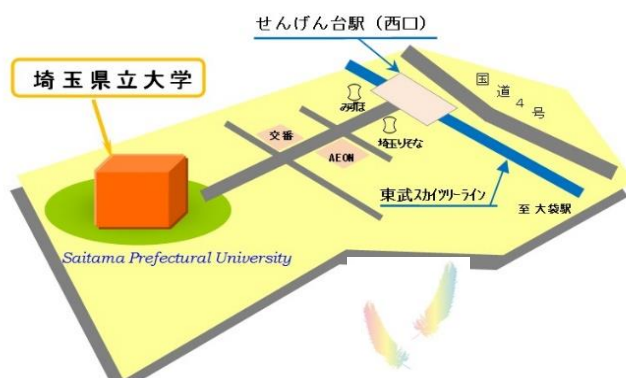 せんげん台駅（西口）
埼玉県立大学
国道4号
みずほ
交番
埼玉りそな
AEON
東武スカイツリーライン
至 大袋駅
Saitama Prefectural University